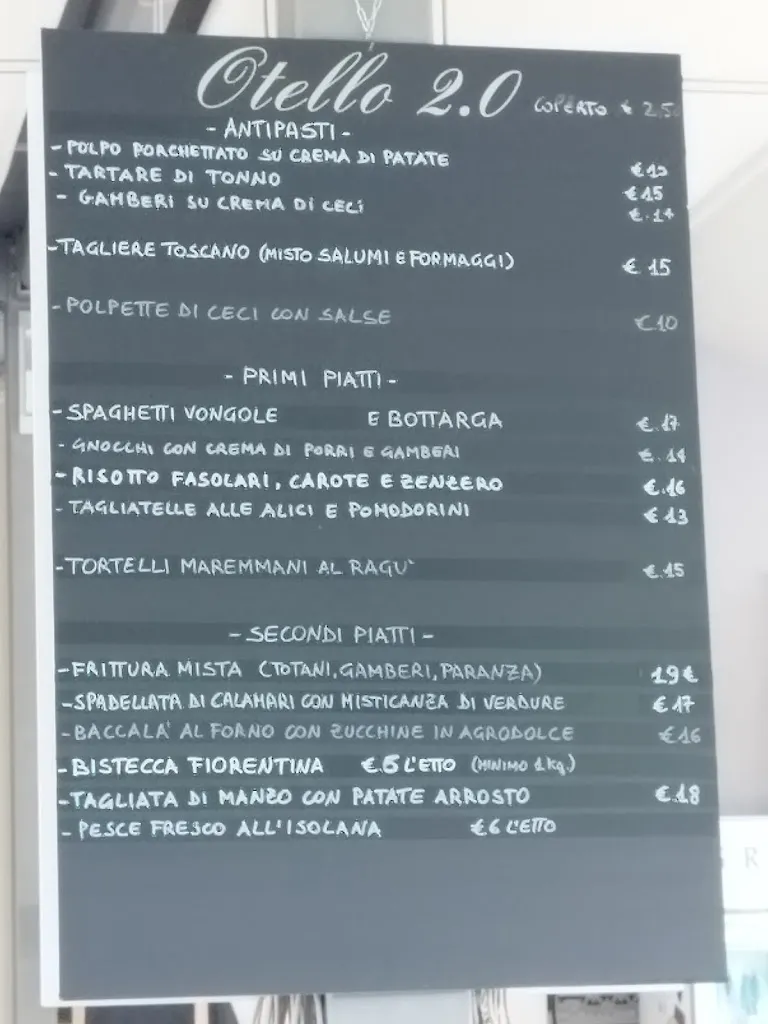 Otello 2.0 COPERTO € 2,50
- ANTIPASTI -
- POLPO PORCHETTATO SU CREMA DI PATATE
- TARTARE DI TONNO € 15
- GAMBERI SU CREMA DI CECI €.14
- TAGLIERE TOSCANO (MISTO SALUMI E FORMAGGI) € 15
- POLPETTE DI CECI CON SALSE €10
- PRIMI PIATTI -
- SPAGHETTI VONGOLE E BOTTARGA €.17
- GNOCCHI CON CREMA DI PORRI E GAMBERI €.14
- RISOTTO FASOLARI, CAROTE E ZENZERO €.16
- TAGLIATELLE ALLE ALICI E POMODORINI € 13
- TORTELLI MAREMMANI AL RAGU` €.15
- SECONDI PIATTI -
- FRITTURA MISTA (TOTANI, GAMBERI, PARANZA) 19€
- SPADELLATA DI CALAMARI CON MISTICANZA DI VERDURE € 17
- BACCALA' AL FORNO CON ZUCCHINE IN AGRODOLCE €16
- BISTECCA FIORENTINA L'ETTO (MINIMO 1 kg.)
- TAGLIATA DI MANZO CON PATATE ARROSTO €.18
- PESCE FRESCO ALL'ISOLANA €6 L'ETTO